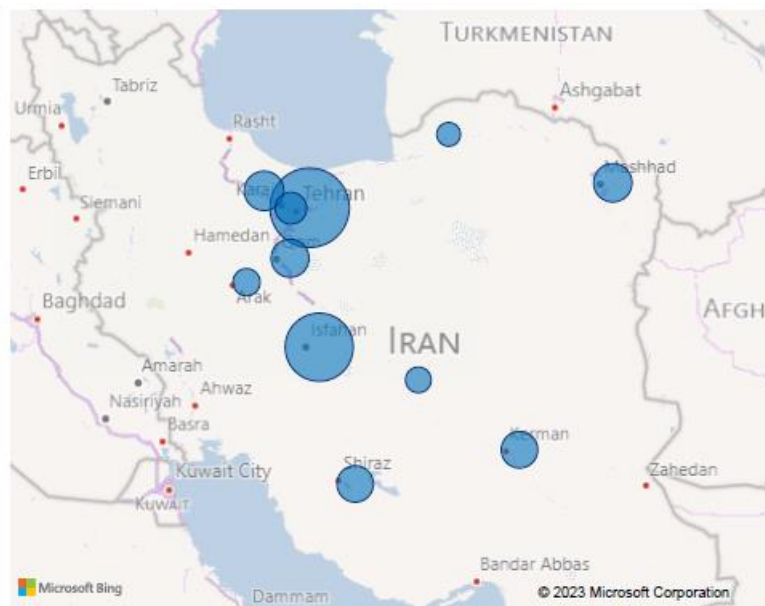 TURKMENISTAN
Tabriz
Ashgabat
Urmia
Rasht
Mashhad
Erbil
Kara
Tehran
Slemani
Hamedan
Arak
Baghdad
AFGH
Isfahan
IRAN
Amarah
Ahwaz
Nasiriyah
Basra
Kerman
Shiraz
Kuwait City
Zahedan
KUWAIT
Bandar Abbas
Microsoft Bing
© 2023 Microsoft Corporation
Dammam